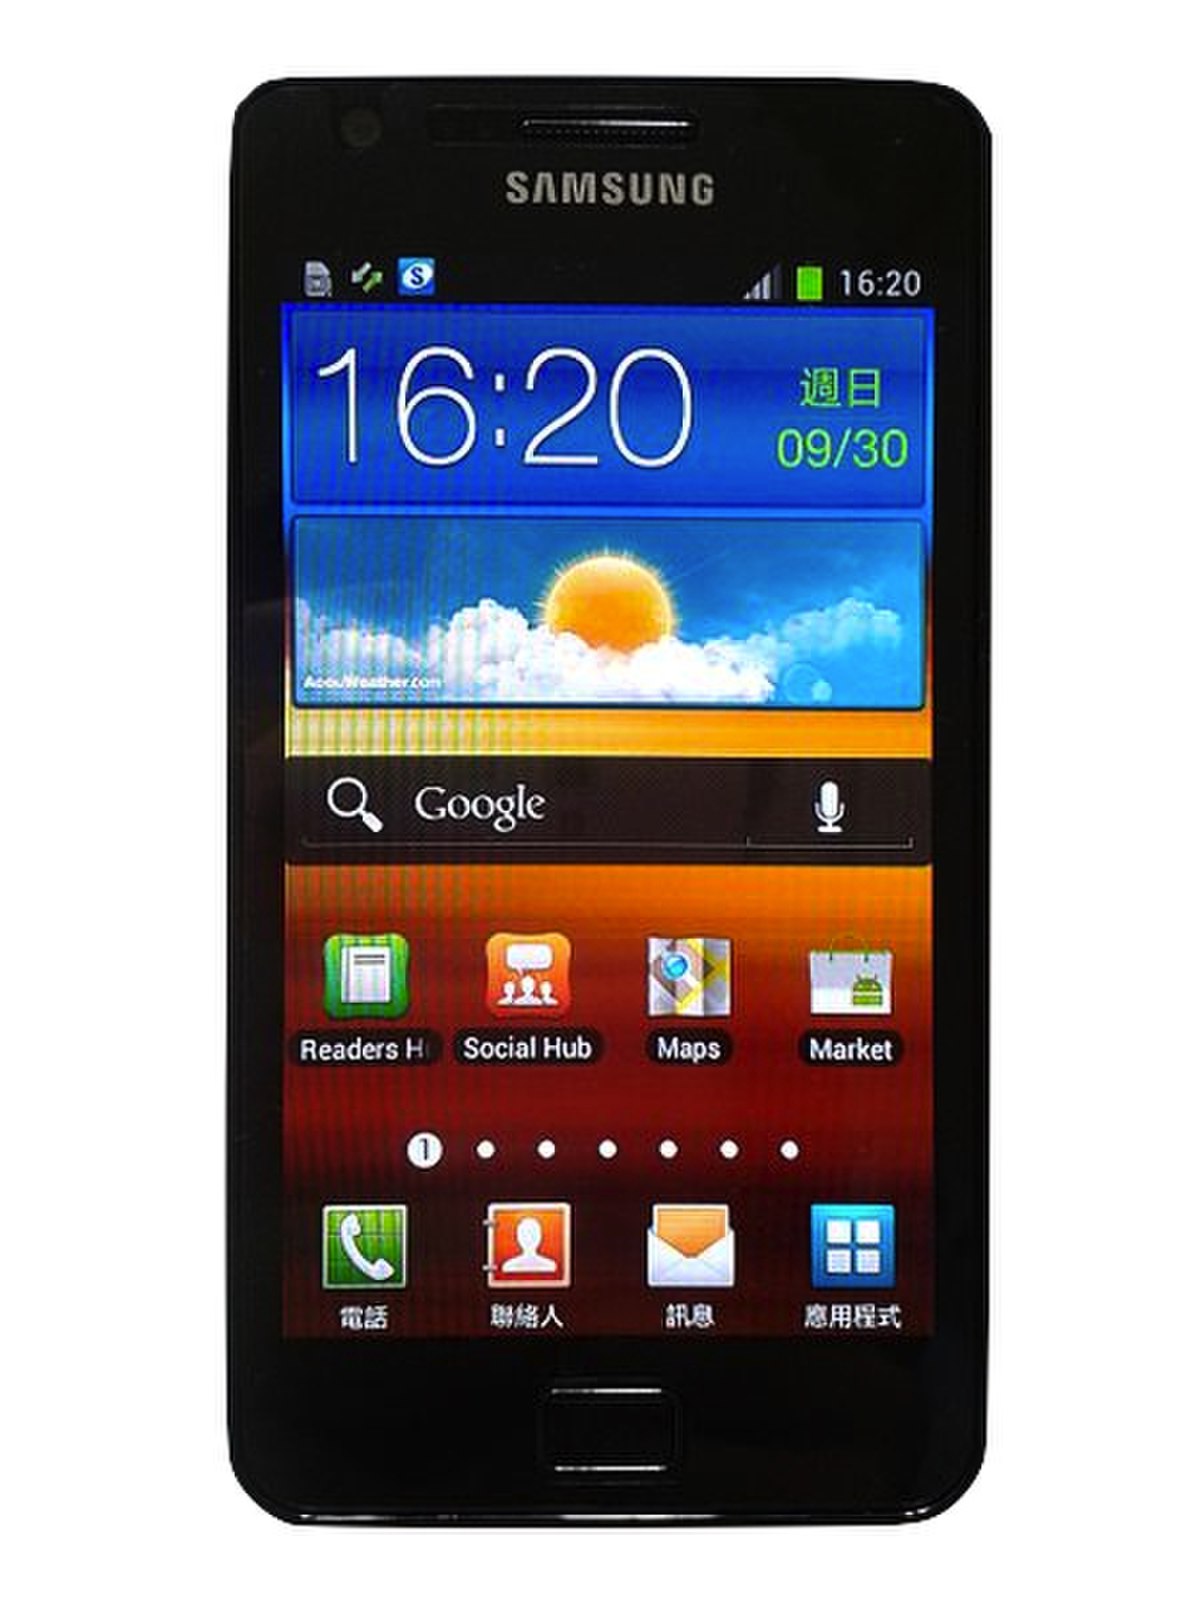 SAMSUNG
S 16:20
16:20
週日
09/30
AccuWeather.com
Google
Readers H
Social Hub
Maps
Market
1
電話
聯絡人
訊息
應用程式